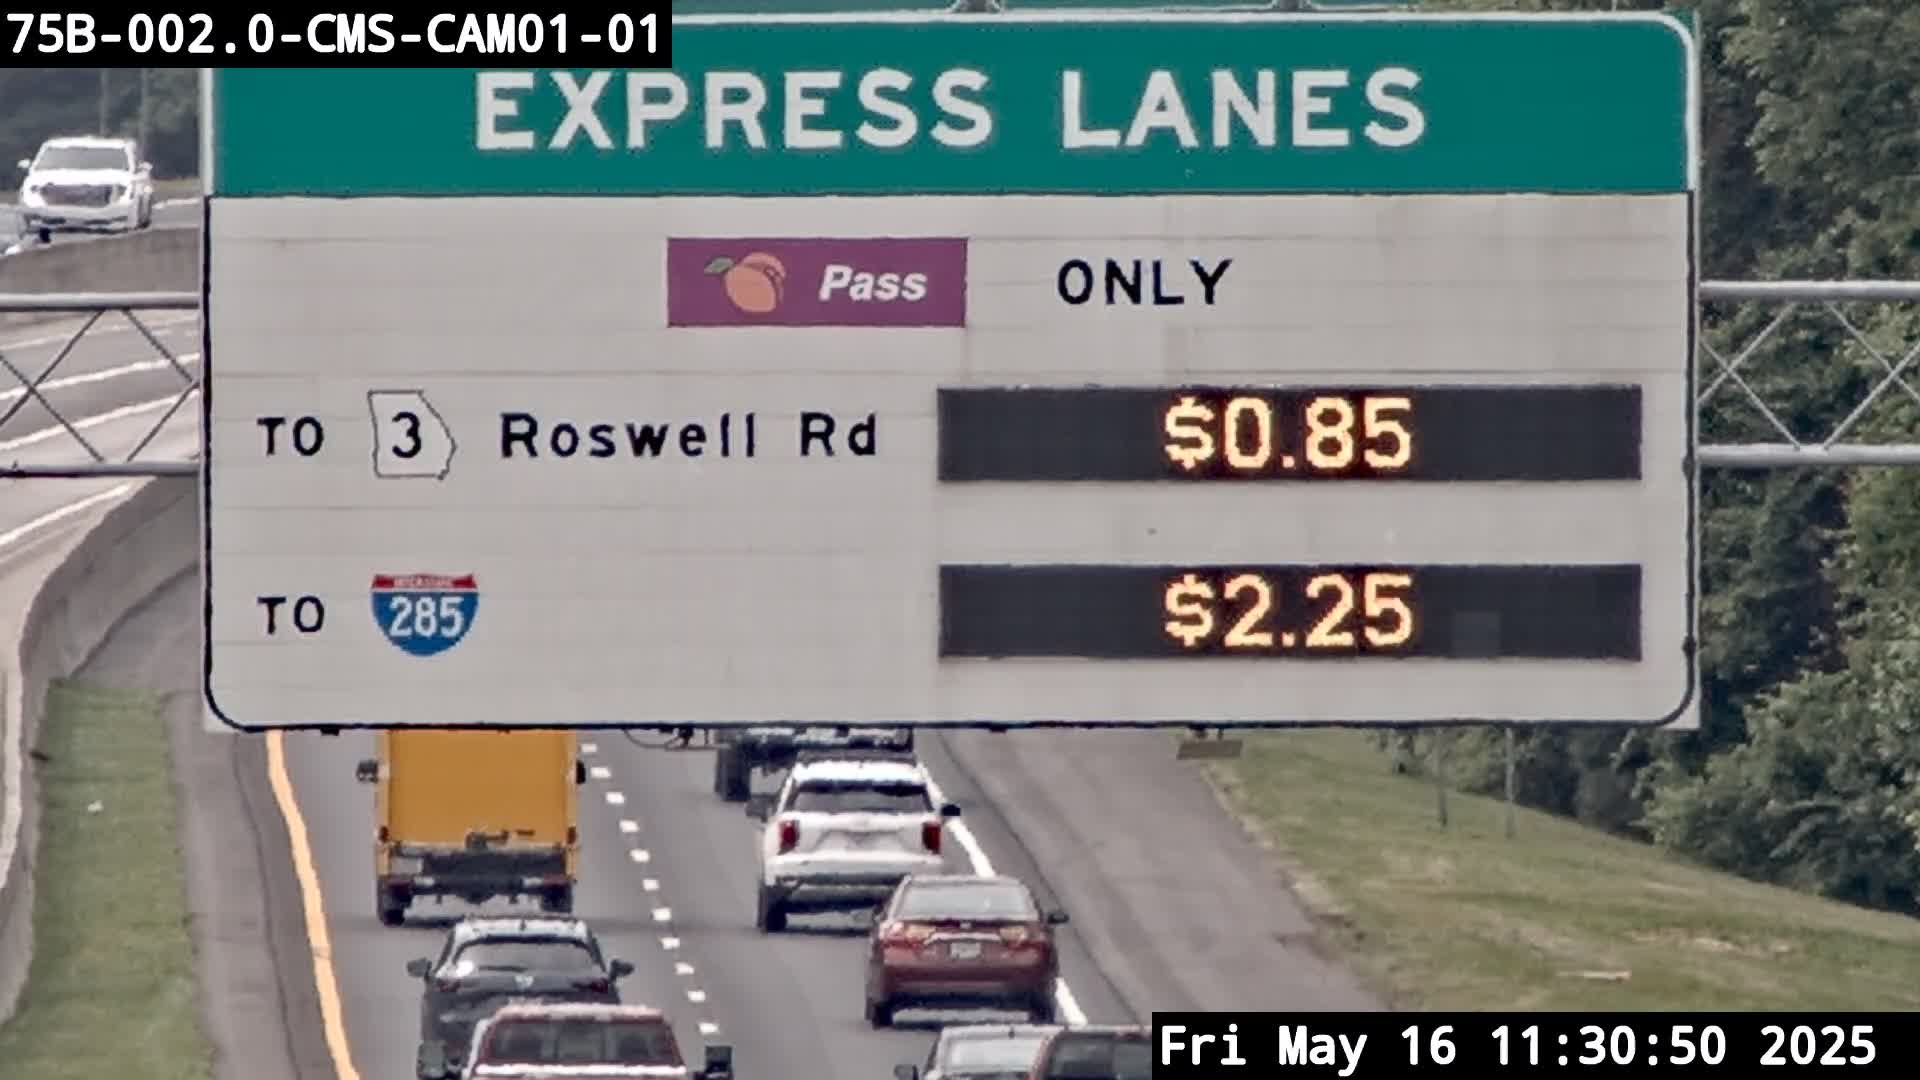 75B-002.0-CMS-CAM01-01
EXPRESS LANES
Pass ONLY
TO 3 Roswell Rd $0.85
INTERSTATE
TO 285 $2.25
Fri May 16 11:30:50 2025